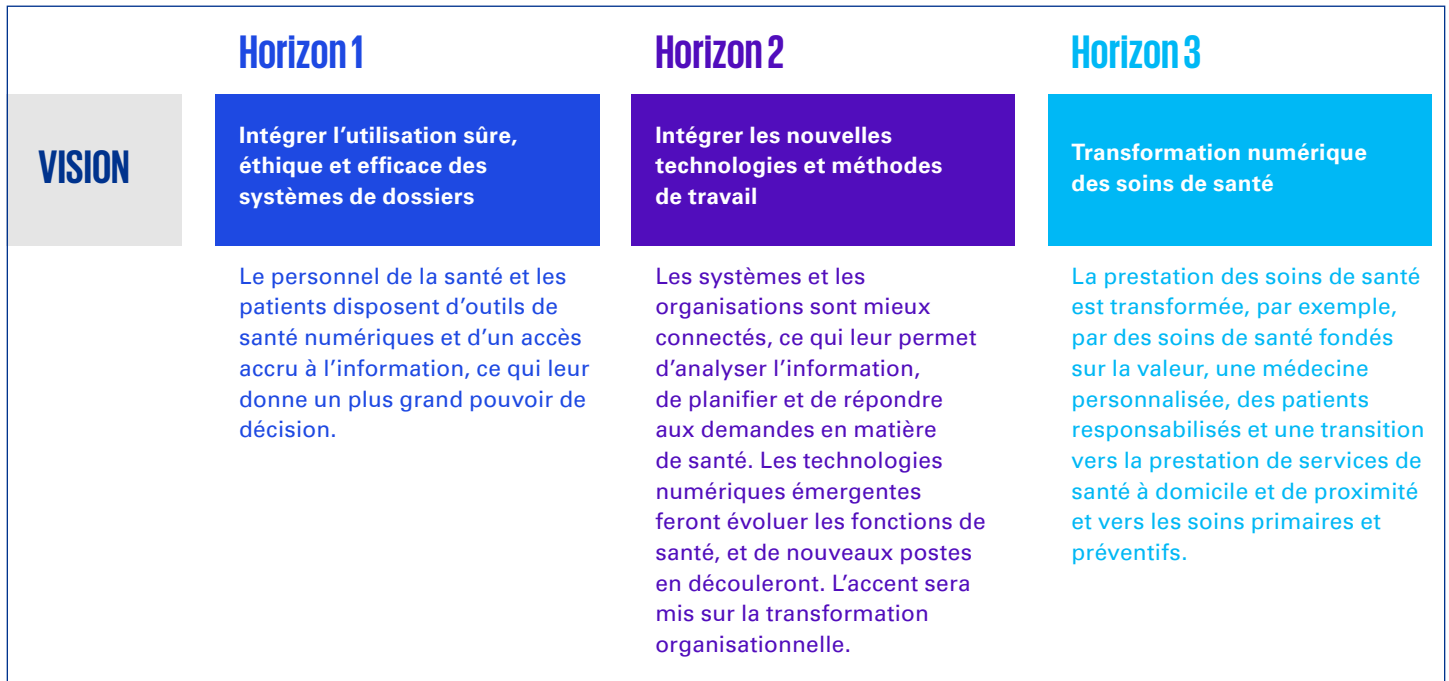 Horizon 1
Horizon 2
Horizon 3
VISION
Intégrer l’utilisation sûre,
éthique et efficace des
systèmes de dossiers
Intégrer les nouvelles
technologies et méthodes
de travail
Transformation numérique
des soins de santé
Le personnel de la santé et les
patients disposent d’outils de
santé numériques et d’un accès
accru à l’information, ce qui leur
donne un plus grand pouvoir de
décision.
Les systèmes et les
organisations sont mieux
connectés, ce qui leur permet
d’analyser l’information,
de planifier et de répondre
aux demandes en matière
de santé. Les technologies
numériques émergentes
feront évoluer les fonctions de
santé, et de nouveaux postes
en découleront. L’accent sera
mis sur la transformation
organisationnelle.
La prestation des soins de santé
est transformée, par exemple,
par des soins de santé fondés
sur la valeur, une médecine
personnalisée, des patients
responsabilisés et une transition
vers la prestation de services de
santé à domicile et de proximité
et vers les soins primaires et
préventifs.